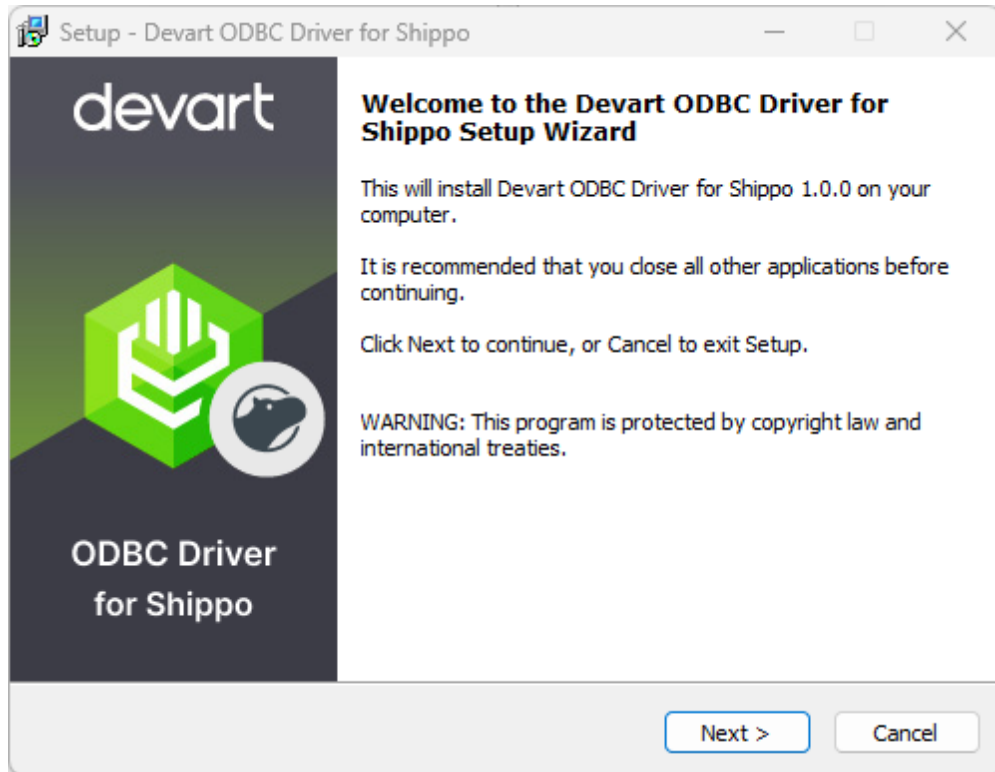 Setup - Devart ODBC Driver for Shippo
devart
ODBC Driver
for Shippo
Welcome to the Devart ODBC Driver for
Shippo Setup Wizard
This will install Devart ODBC Driver for Shippo 1.0.0 on your
computer.
It is recommended that you close all other applications before
continuing.
Click Next to continue, or Cancel to exit Setup.
WARNING: This program is protected by copyright law and
international treaties.
Next >
Cancel